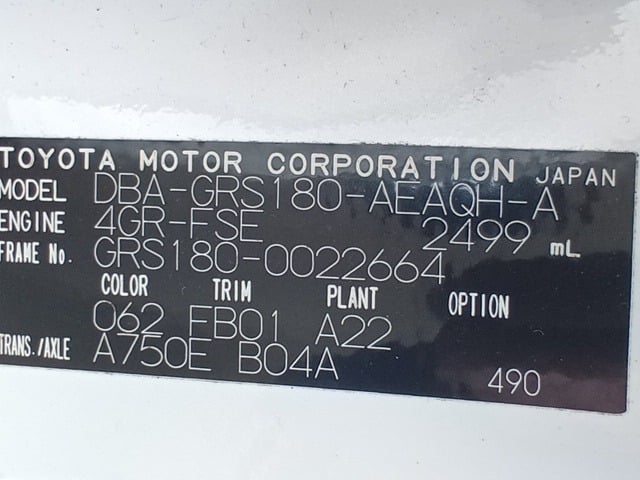 TOYOTA MOTOR CORPORATION JAPAN
MODEL DBA-GRS180-AEAQH-A
ENGINE 4GR-FSE 2499 mL
FRAME No. GRS180-0022664
COLOR TRIM PLANT OPTION
062 FB01 A22
TRANS./AXLE A750E B04A
490